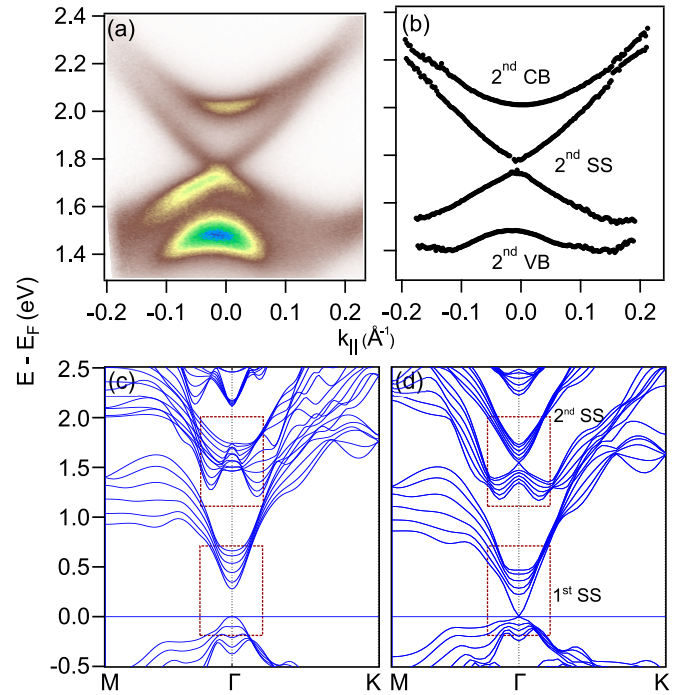 (a)
(b)
2.4
2.2
2.0
1.8
1.6
1.4
2nd CB
2nd SS
2nd VB
-0.2 -0.1 0.0 0.1 0.2
-0.2 -0.1 0.0 0.1 0.2
k|| (Å-1)
E - EF (eV)
(c)
(d)
2.5
2.0
1.5
1.0
0.5
0.0
-0.5
2nd SS
1st SS
M Γ K
M Γ K